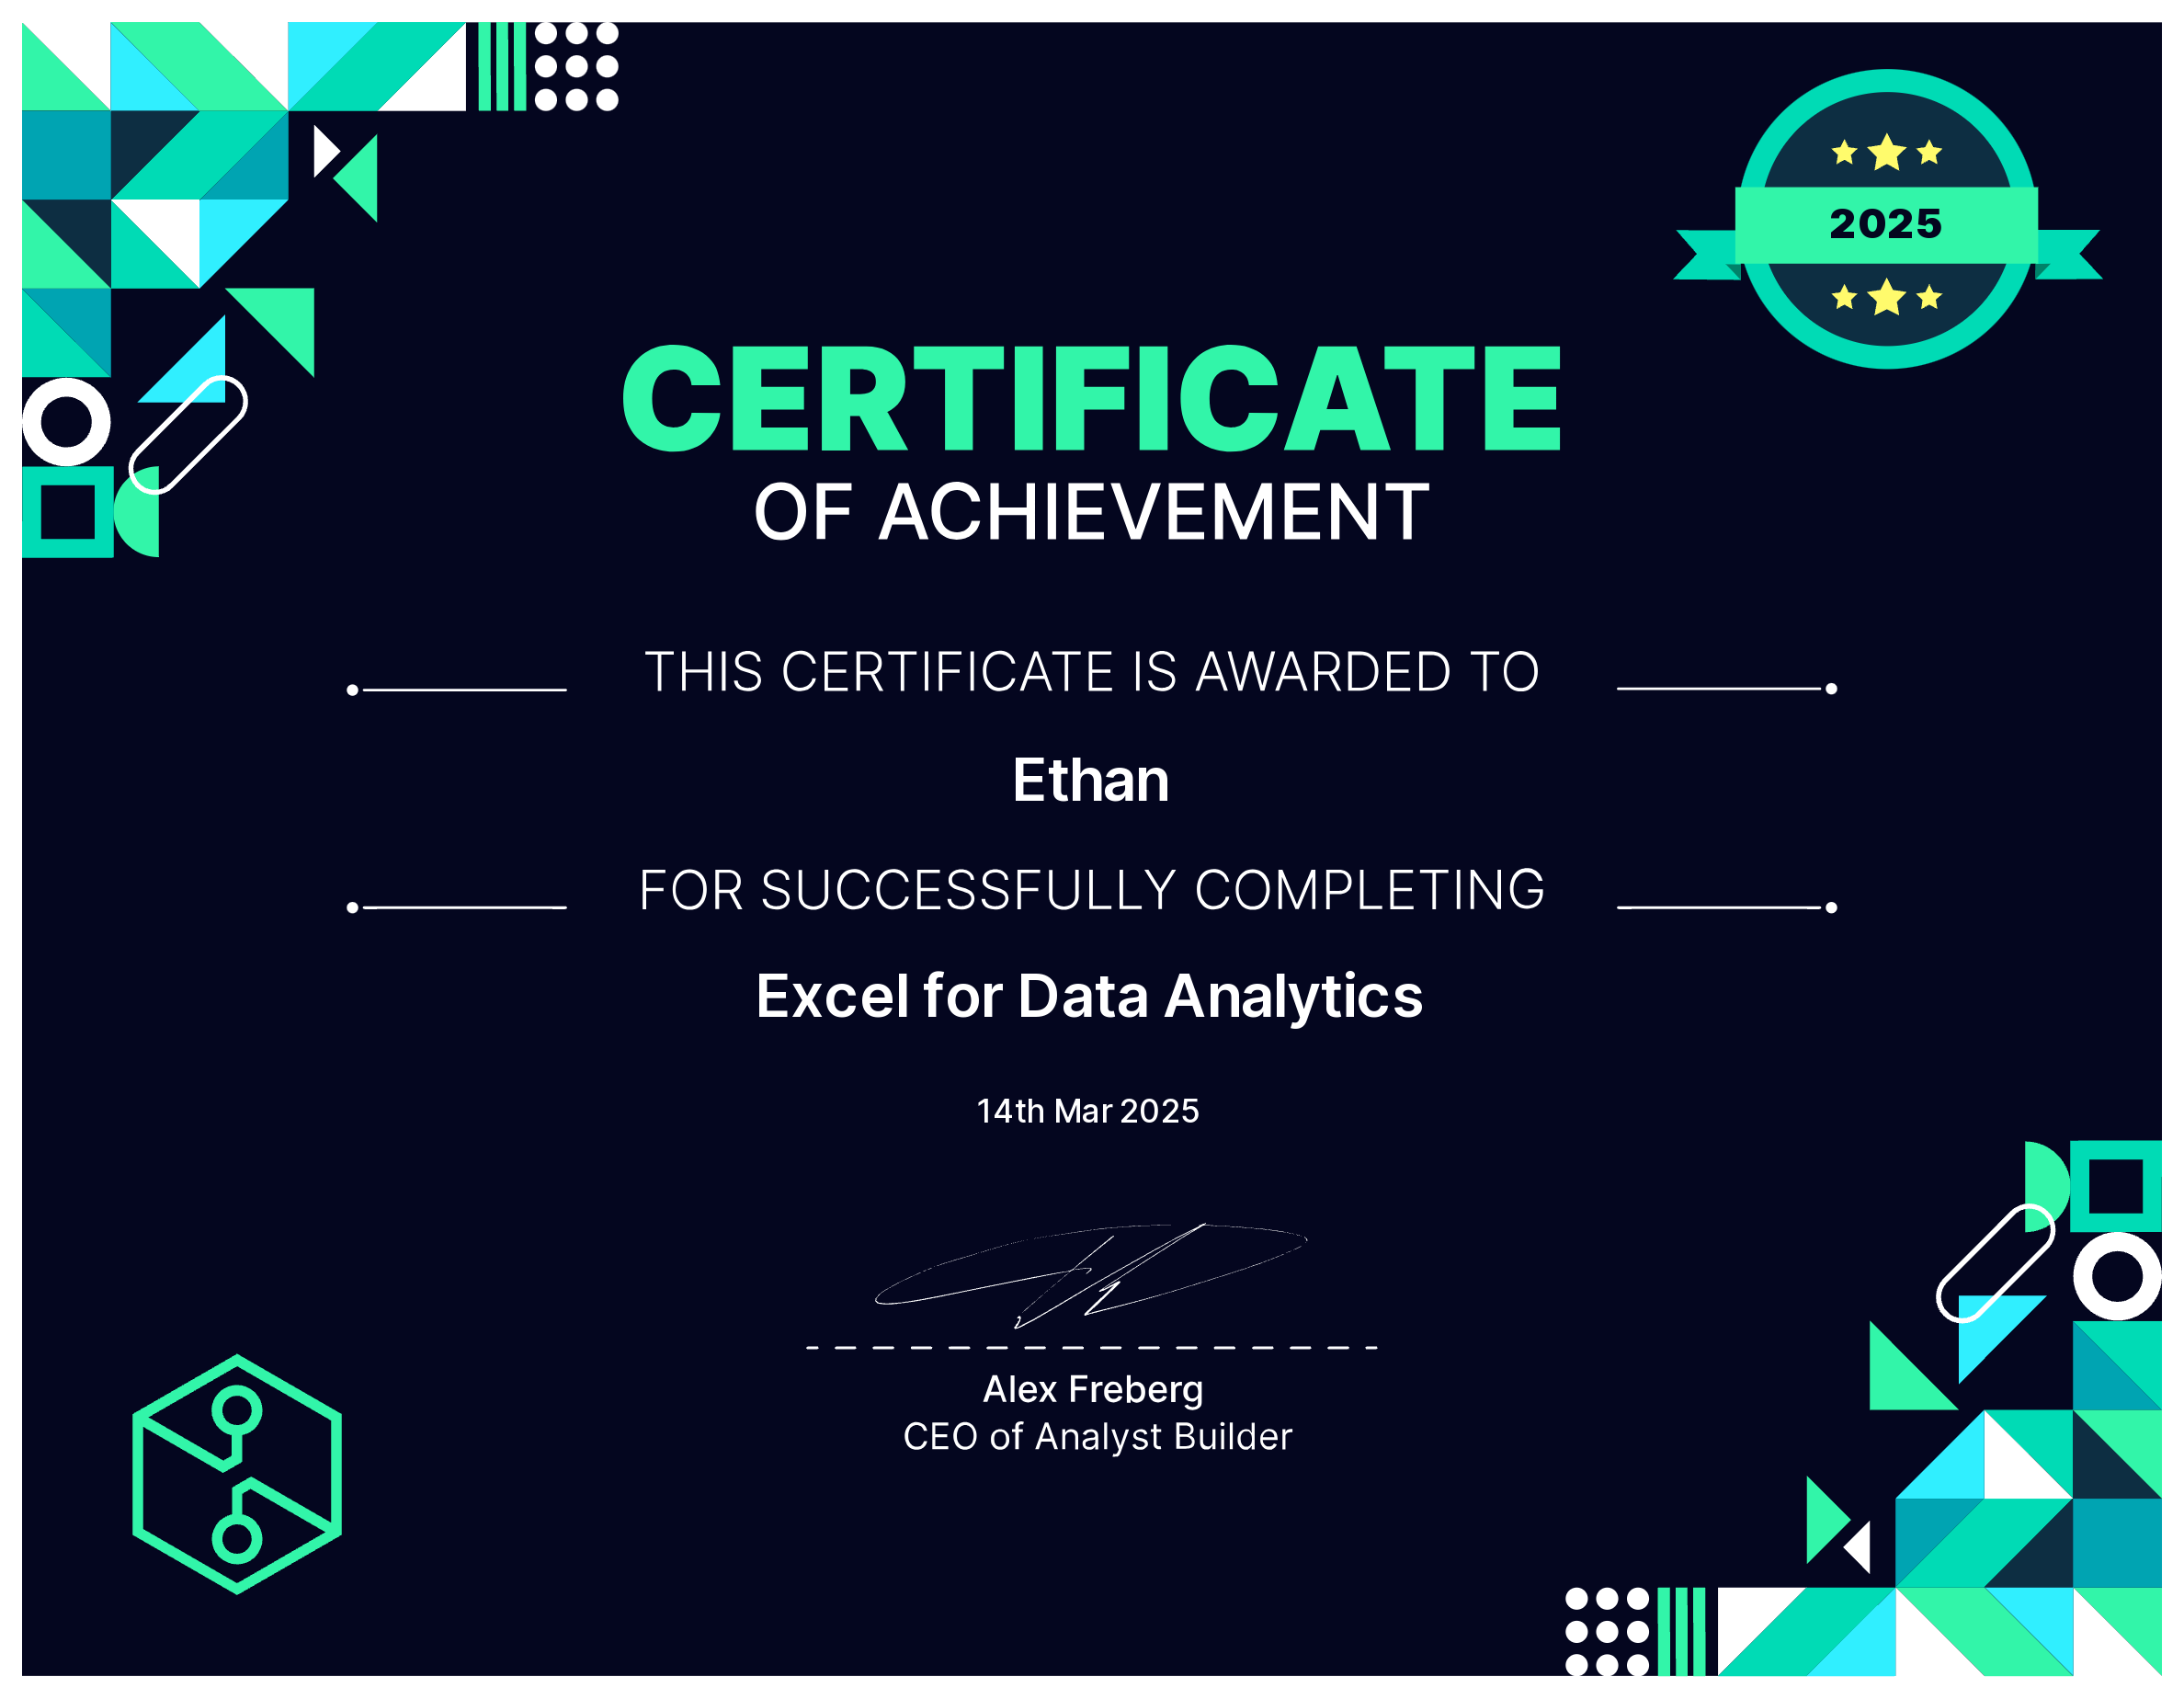 2025
CERTIFICATE
OF ACHIEVEMENT
THIS CERTIFICATE IS AWARDED TO
Ethan
FOR SUCCESSFULLY COMPLETING
Excel for Data Analytics
14th Mar 2025
Alex Freberg
CEO of Analyst Builder